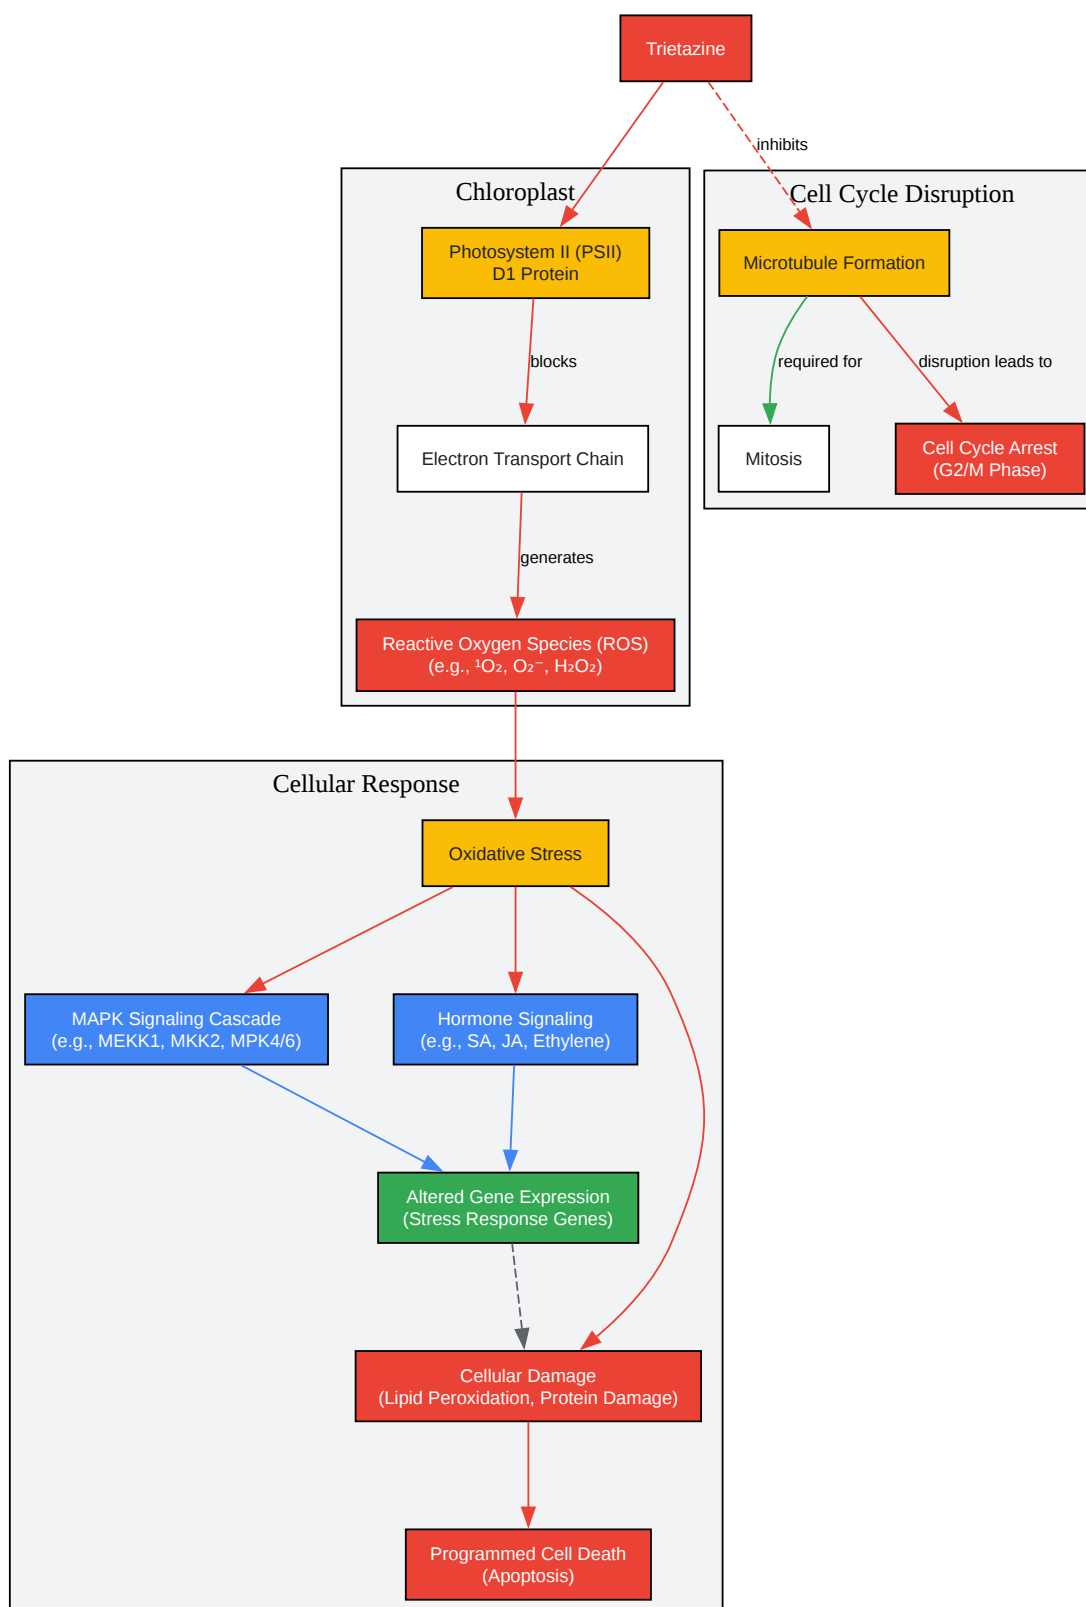 Trietazine
inhibits
Chloroplast
Cell Cycle Disruption
Photosystem II (PSII)
D1 Protein
Microtubule Formation
blocks
required for
disruption leads to
Electron Transport Chain
Mitosis
Cell Cycle Arrest
(G2/M Phase)
generates
Reactive Oxygen Species (ROS)
(e.g., ¹O₂, O₂⁻, H₂O₂)
Cellular Response
Oxidative Stress
MAPK Signaling Cascade
(e.g., MEKK1, MKK2, MPK4/6)
Hormone Signaling
(e.g., SA, JA, Ethylene)
Altered Gene Expression
(Stress Response Genes)
Cellular Damage
(Lipid Peroxidation, Protein Damage)
Programmed Cell Death
(Apoptosis)